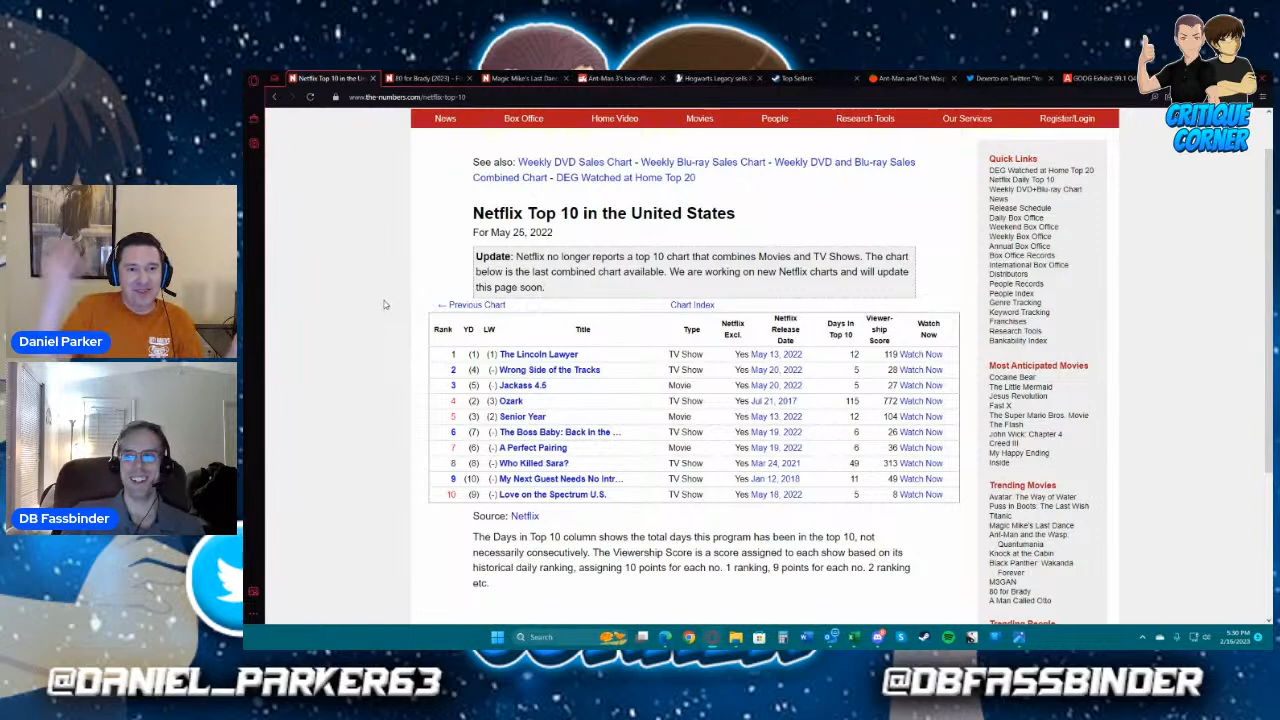 Netflix Top 10 in the Un
80 for Brady (2023) - Fi
Magic Mike's Last Danc
Ant-Man 3's box office
Hogwarts Legacy sells
Top Sellers
Ant-Man and The Wasp
Dexerto on Twitter: "Yo
GOOG Exhibit 99.1 Q4
www.the-numbers.com/netflix-top-10
CRITIQUE
CORNER
News Box Office Home Video Movies People Research Tools Our Services Register/Login
See also: Weekly DVD Sales Chart - Weekly Blu-ray Sales Chart - Weekly DVD and Blu-ray Sales
Combined Chart - DEG Watched at Home Top 20
Netflix Top 10 in the United States
For May 25, 2022
Update: Netflix no longer reports a top 10 chart that combines Movies and TV Shows. The chart
below is the last combined chart available. We are working on new Netflix charts and will update
this page soon.
← Previous Chart Chart Index
Rank YD LW Title Type Netflix Excl. Netflix Release Date Days In Top 10 Viewer-ship Score Watch Now
1 (1) (1) The Lincoln Lawyer TV Show Yes May 13, 2022 12 119 Watch Now
2 (4) (-) Wrong Side of the Tracks TV Show Yes May 20, 2022 5 28 Watch Now
3 (5) (-) Jackass 4.5 Movie Yes May 20, 2022 5 27 Watch Now
4 (2) (3) Ozark TV Show Yes Jul 21, 2017 115 772 Watch Now
5 (3) (2) Senior Year Movie Yes May 13, 2022 12 104 Watch Now
6 (7) (-) The Boss Baby: Back in the … TV Show Yes May 19, 2022 6 26 Watch Now
7 (6) (-) A Perfect Pairing Movie Yes May 19, 2022 6 36 Watch Now
8 (8) (-) Who Killed Sara? TV Show Yes Mar 24, 2021 49 313 Watch Now
9 (10) (-) My Next Guest Needs No Intr… TV Show Yes Jan 12, 2018 11 49 Watch Now
10 (9) (-) Love on the Spectrum U.S. TV Show Yes May 18, 2022 5 8 Watch Now
Source: Netflix
The Days in Top 10 column shows the total days this program has been in the top 10, not
necessarily consecutively. The Viewership Score is a score assigned to each show based on its
historical daily ranking, assigning 10 points for each no. 1 ranking, 9 points for each no. 2 ranking
etc.
Quick Links
DEG Watched at Home Top 20
Netflix Daily Top 10
Weekly DVD+Blu-ray Chart
News
Release Schedule
Daily Box Office
Weekend Box Office
Weekly Box Office
Annual Box Office
Box Office Records
International Box Office
Distributors
People Records
People Index
Genre Tracking
Keyword Tracking
Franchises
Research Tools
Bankability Index
Most Anticipated Movies
Cocaine Bear
The Little Mermaid
Jesus Revolution
Fast X
The Super Mario Bros. Movie
The Flash
John Wick: Chapter 4
Creed III
My Happy Ending
Inside
Trending Movies
Avatar: The Way of Water
Puss in Boots: The Last Wish
Titanic
Magic Mike's Last Dance
Ant-Man and the Wasp:
Quantumania
Knock at the Cabin
Black Panther: Wakanda
Forever
M3GAN
80 for Brady
A Man Called Otto
Trending People
Daniel Parker
DB Fassbinder
Search
5:30 PM
2/16/2023
@DANIEL_PARKER63
@DBFASSBINDER